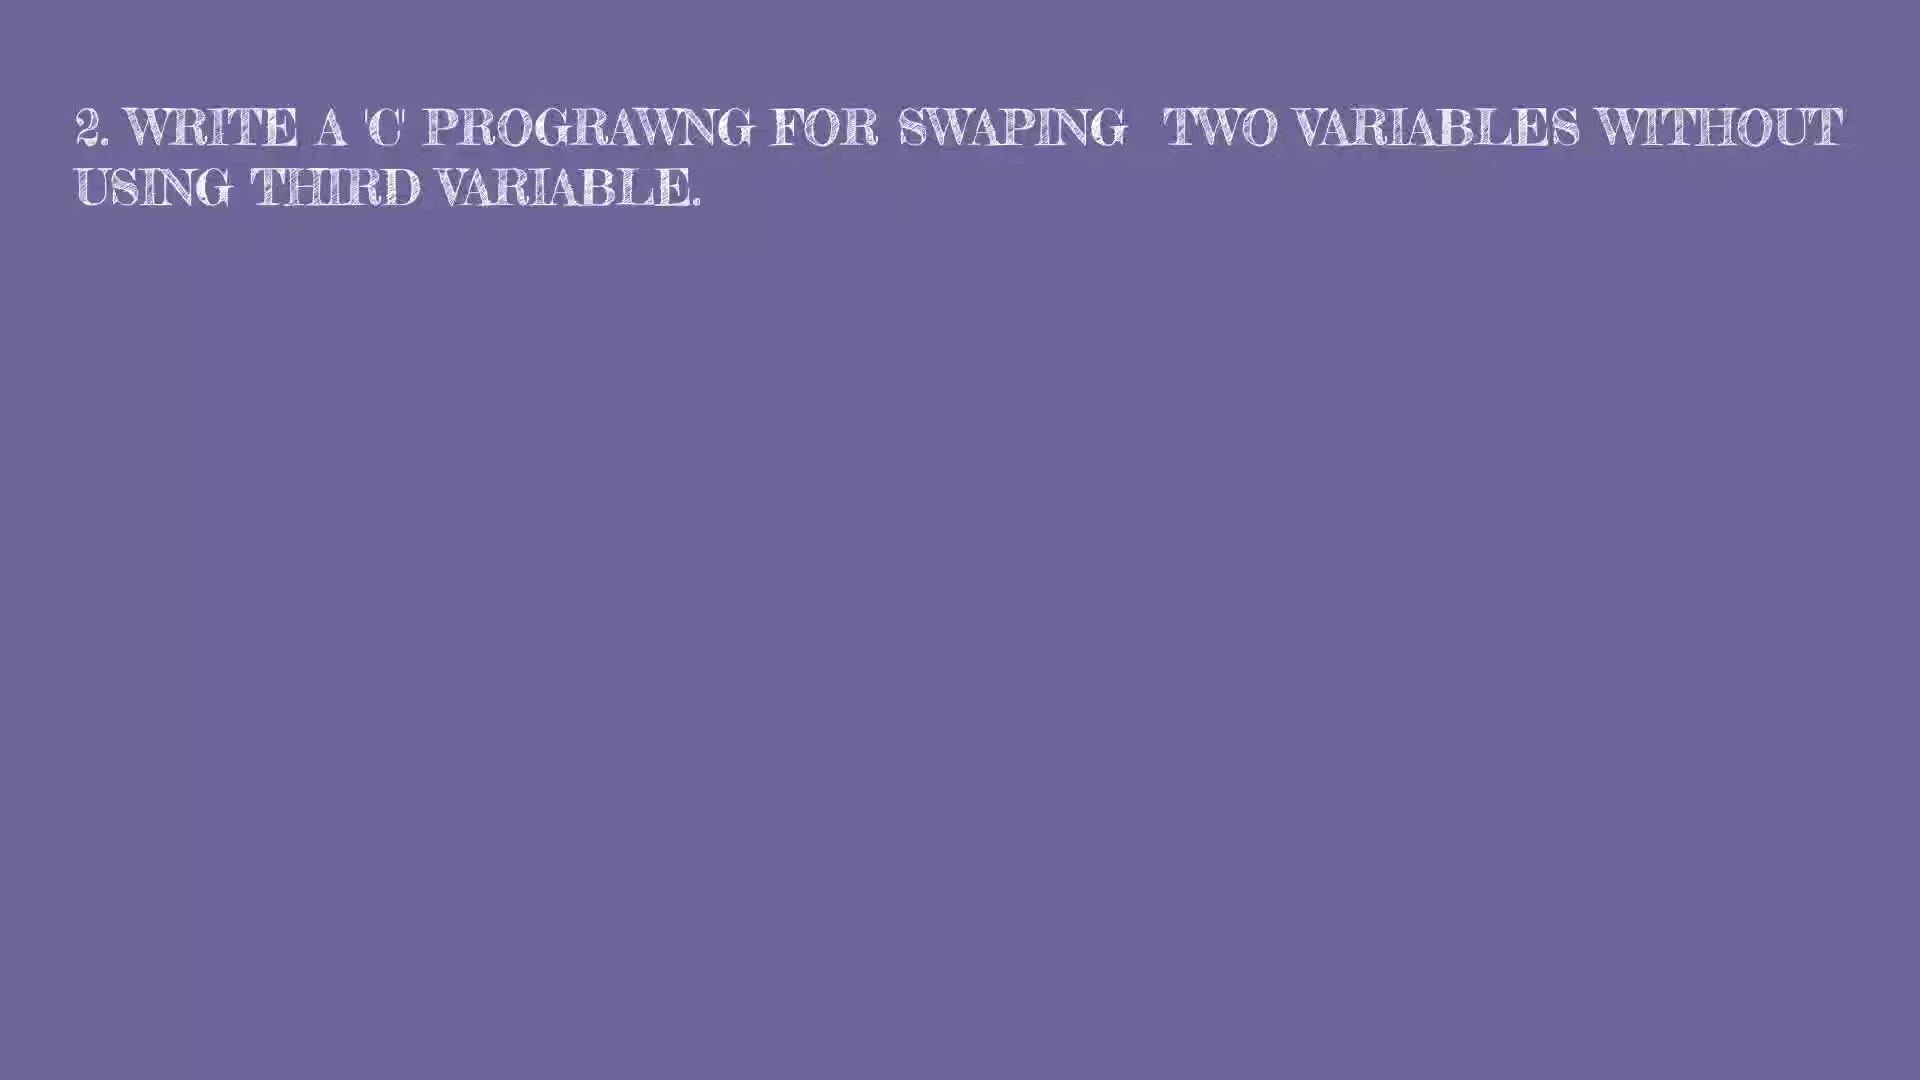 2. WRITE A 'C' PROGRAWNG FOR SWAPING TWO VARIABLES WITHOUT
USING THIRD VARIABLE.